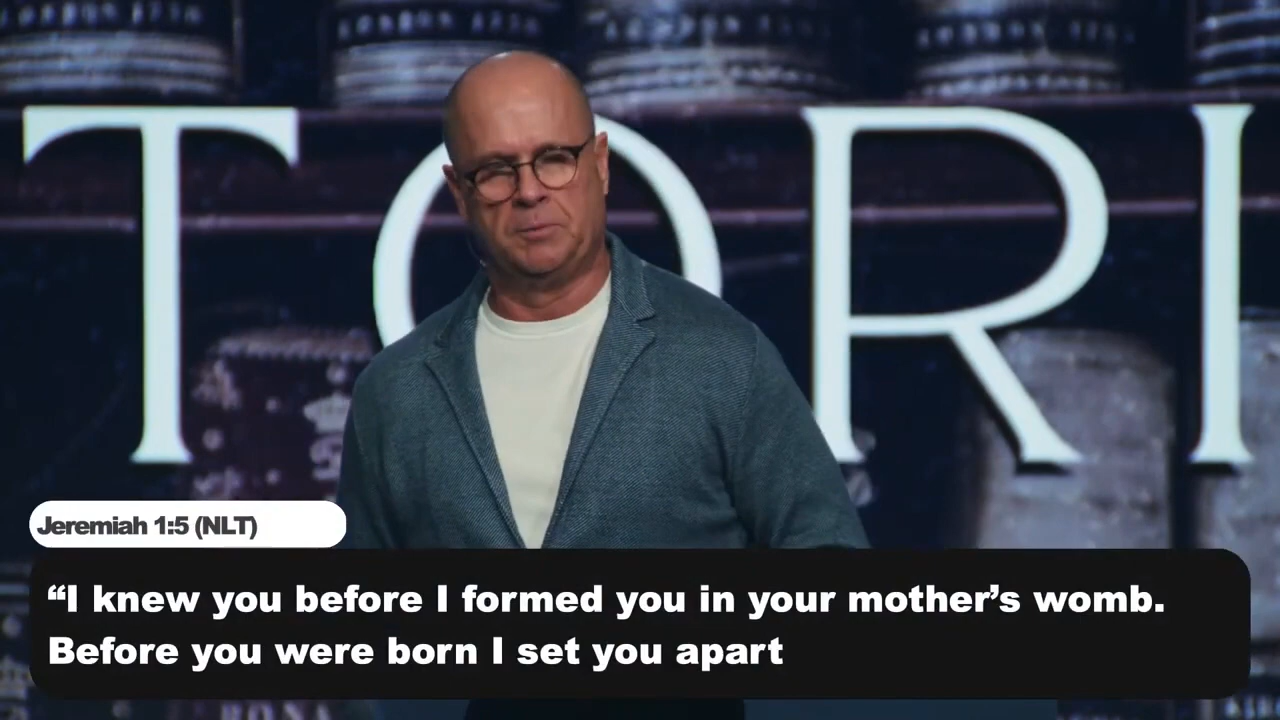 TORI
Jeremiah 1:5 (NLT)
“I knew you before I formed you in your mother’s womb.
Before you were born I set you apart